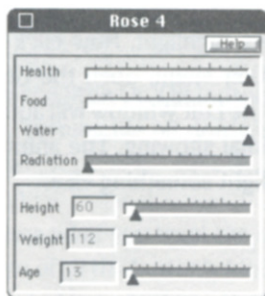 Rose 4
Help
Health
Food
Water
Radiation
Height 60
Weight 112
Age 13